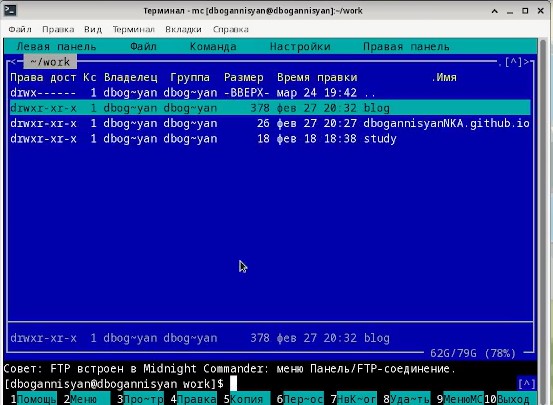 Терминал - mc [dbogannisyan@dbogannisyan]:~/work
Файл Правка Вид Терминал Вкладки Справка
Левая панель Файл Команда Настройки Правая панель
<- ~/work .[^]>
Права дост Кс Владелец Группа Размер Время правки .Имя
drwx------ 1 dbog~yan dbog~yan -ВВЕРХ- мар 24 19:42 ..
drwxr-xr-x 1 dbog~yan dbog~yan 378 фев 27 20:32 blog
drwxr-xr-x 1 dbog~yan dbog~yan 26 фев 27 20:27 dbogannisyanNKA.github.io
drwxr-xr-x 1 dbog~yan dbog~yan 18 фев 18 18:38 study
drwxr-xr-x 1 dbog~yan dbog~yan 378 фев 27 20:32 blog
62G/79G (78%)
Совет: FTP встроен в Midnight Commander: меню Панель/FTP-соединение.
[dbogannisyan@dbogannisyan work]$ [^]
1Помощь 2Меню 3Про~тр 4Правка 5Копия 6Пер~ос 7НвК~ог 8Уда~ть 9МенюMC 10Выход